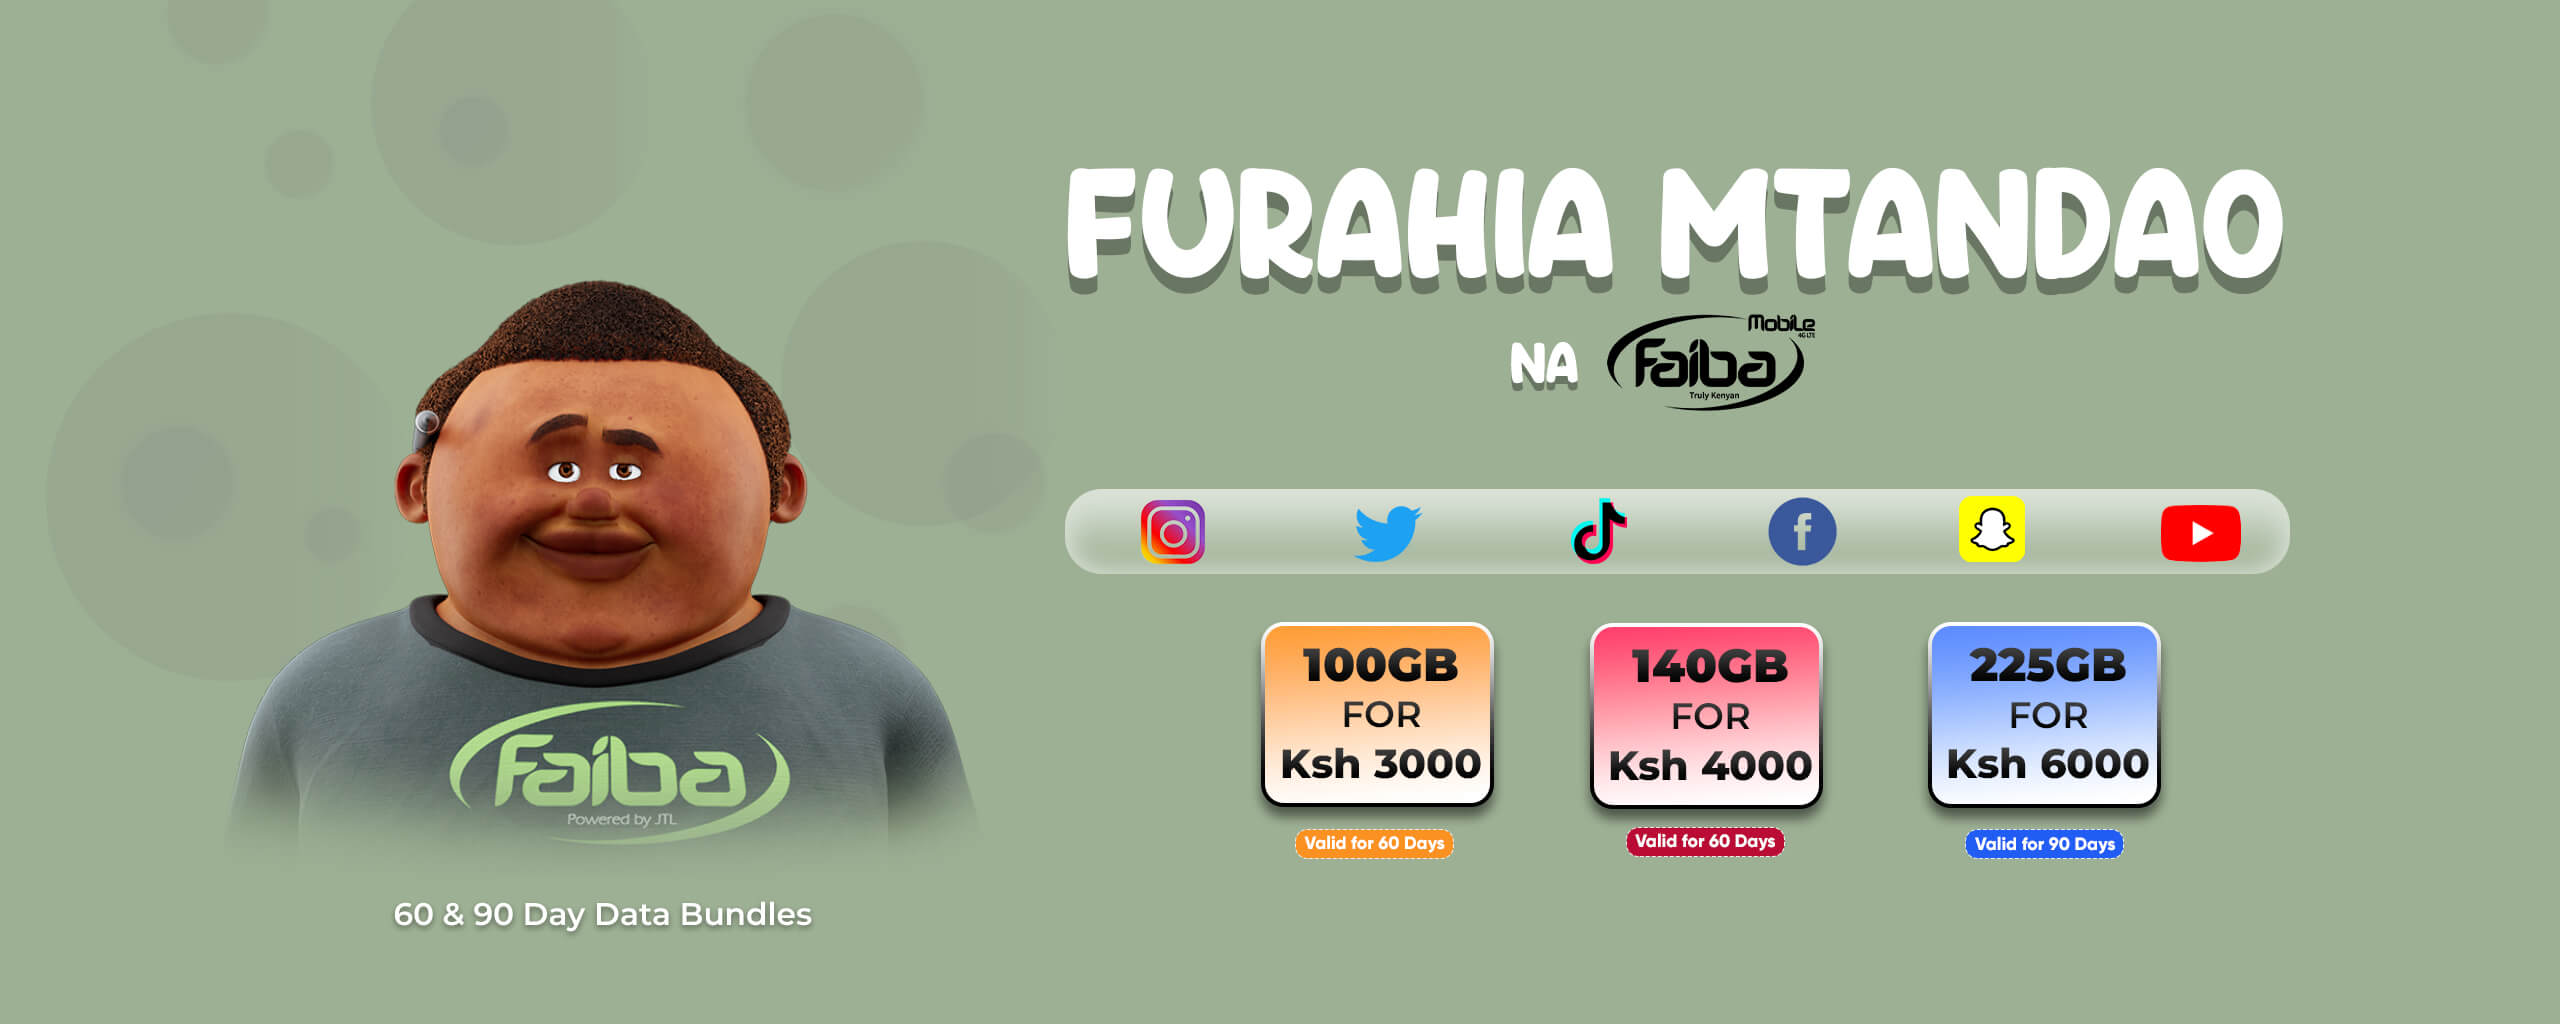 FURAHIA MTANDAO
NA Faiba Mobile
4G LTE
Truly Kenyan
100GB
FOR
Ksh 3000
Valid for 60 Days
140GB
FOR
Ksh 4000
Valid for 60 Days
225GB
FOR
Ksh 6000
Valid for 90 Days
Faiba
Powered by JTL
60 & 90 Day Data Bundles